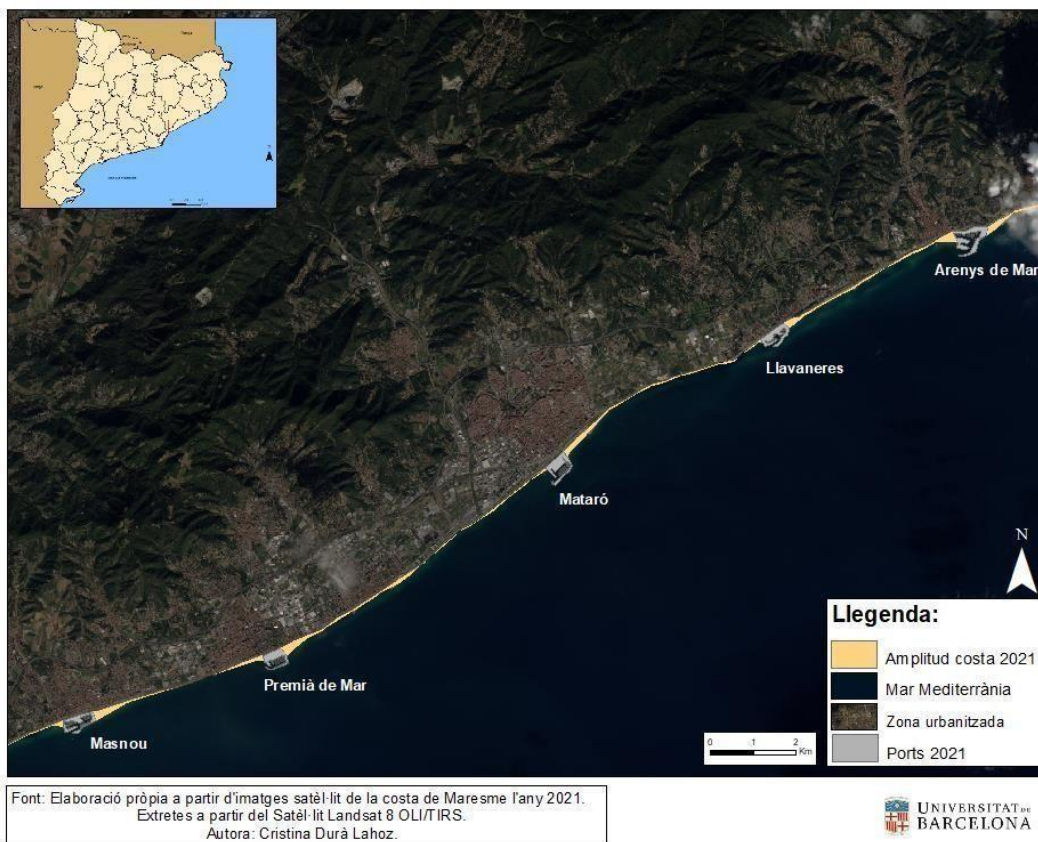 Arenys de Mar
Llavaneres
Mataró
Premià de Mar
Masnou
N
Llegenda:
Amplitud costa 2021
Mar Mediterrània
Zona urbanitzada
Ports 2021
0 1 2
Km
Font: Elaboració pròpia a partir d'imatges satèl·lit de la costa de Maresme l'any 2021.
Extretes a partir del Satèl·lit Landsat 8 OLI/TIRS.
Autora: Cristina Durà Lahoz.
UNIVERSITAT DE
BARCELONA